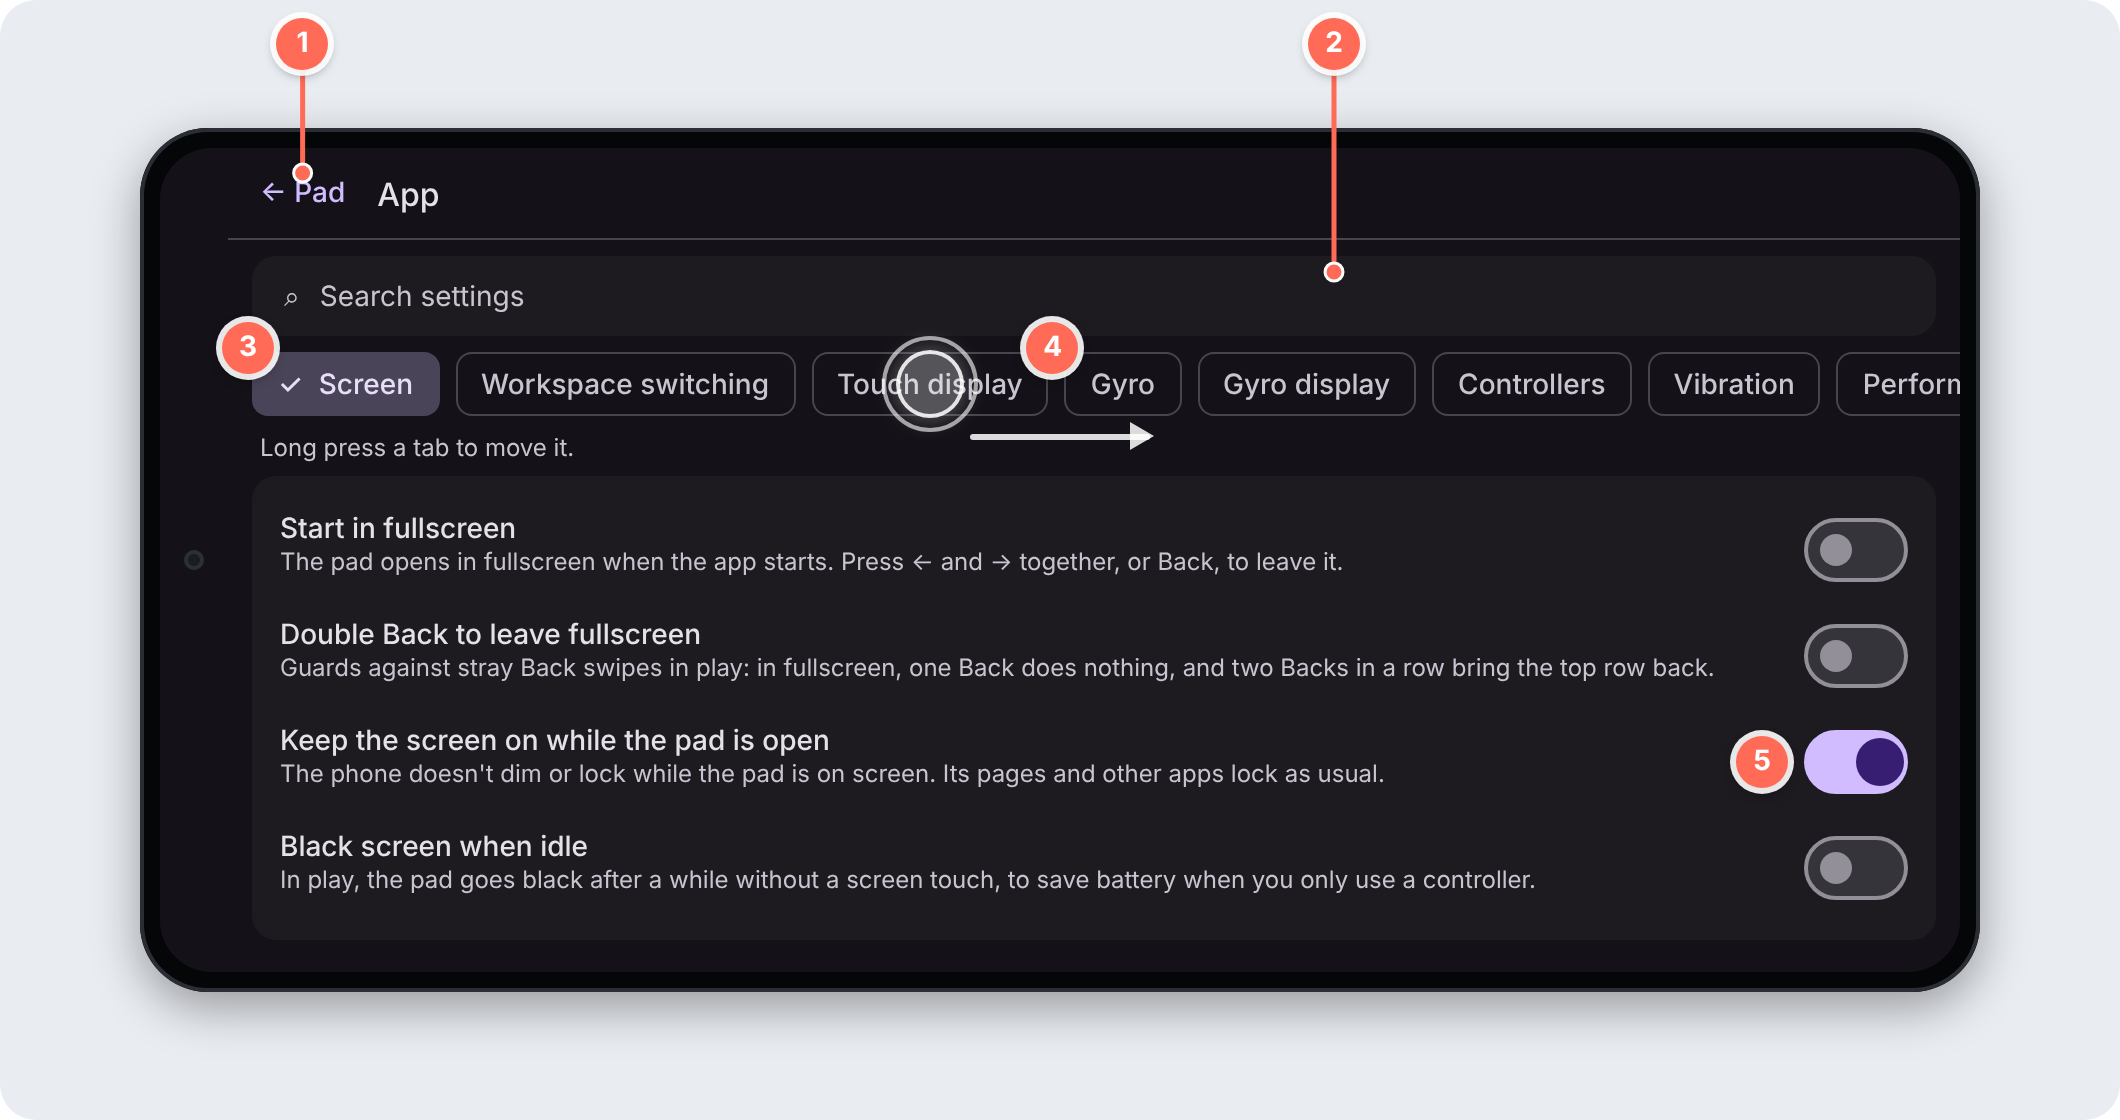 1
2
← Pad App
Search settings
3
4
✓ Screen Workspace switching Touch display Gyro Gyro display Controllers Vibration Perform
Long press a tab to move it.
Start in fullscreen
The pad opens in fullscreen when the app starts. Press ← and → together, or Back, to leave it.
Double Back to leave fullscreen
Guards against stray Back swipes in play: in fullscreen, one Back does nothing, and two Backs in a row bring the top row back.
Keep the screen on while the pad is open
5
The phone doesn't dim or lock while the pad is on screen. Its pages and other apps lock as usual.
Black screen when idle
In play, the pad goes black after a while without a screen touch, to save battery when you only use a controller.